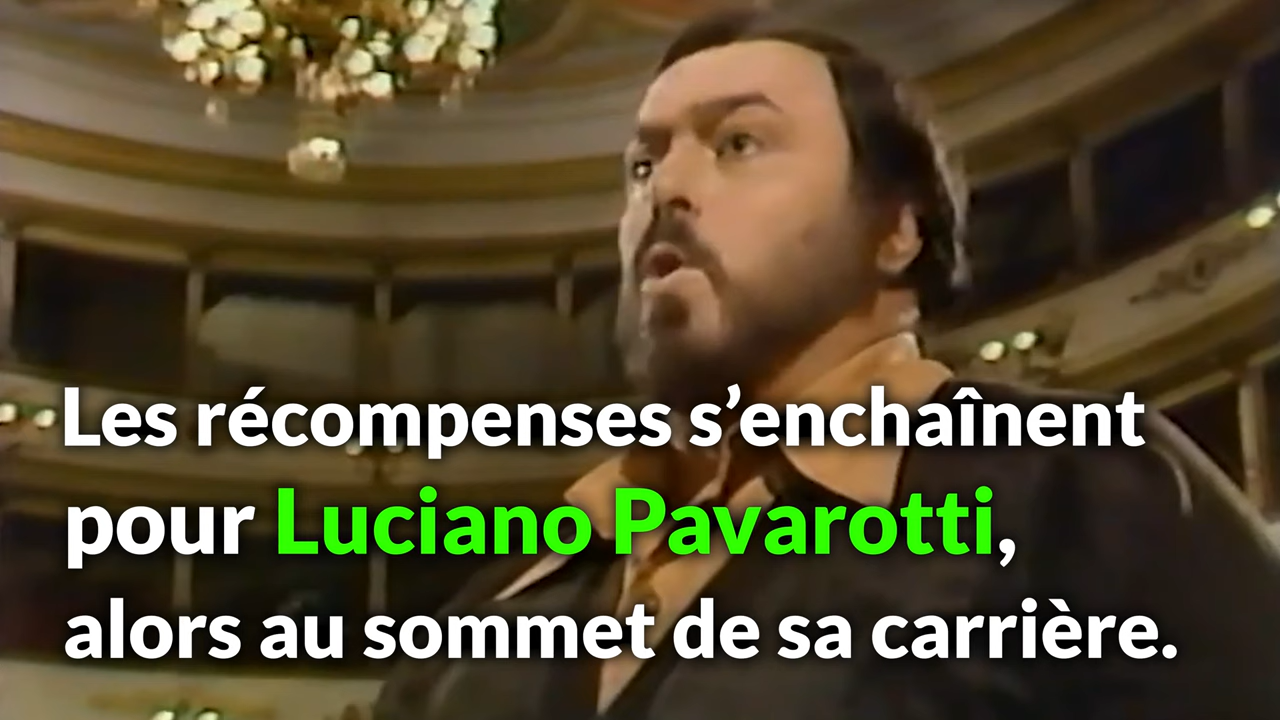 Les récompenses s’enchaînent
pour Luciano Pavarotti,
alors au sommet de sa carrière.